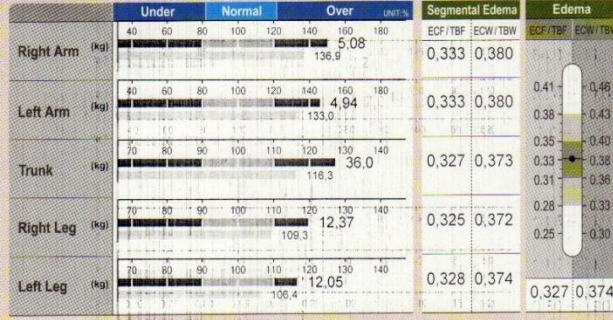 Under Normal Over UNIT:% Segmental Edema Edema
ECF/TBF ECW/TBW ECF/TBF ECW/TBW
40 60 80 100 120 140 160 180
Right Arm (kg) 5,08 0,333 0,380
136,9
40 60 80 100 120 140 160 180
Left Arm (kg) 4,94 0,333 0,380
133,0
70 80 90 100 110 120 130 140
Trunk (kg) 36,0 0,327 0,373
116,3
70 80 90 100 110 120 130 140
Right Leg (kg) 12,37 0,325 0,372
109,3
70 80 90 100 110 120 130 140
Left Leg (kg) 12,05 0,328 0,374
106,4
0.41 0.46
0.38 0.43
0.35 0.40
0.33 0.38
0.31 0.36
0.28 0.33
0.25 0.30
0,327 0,374